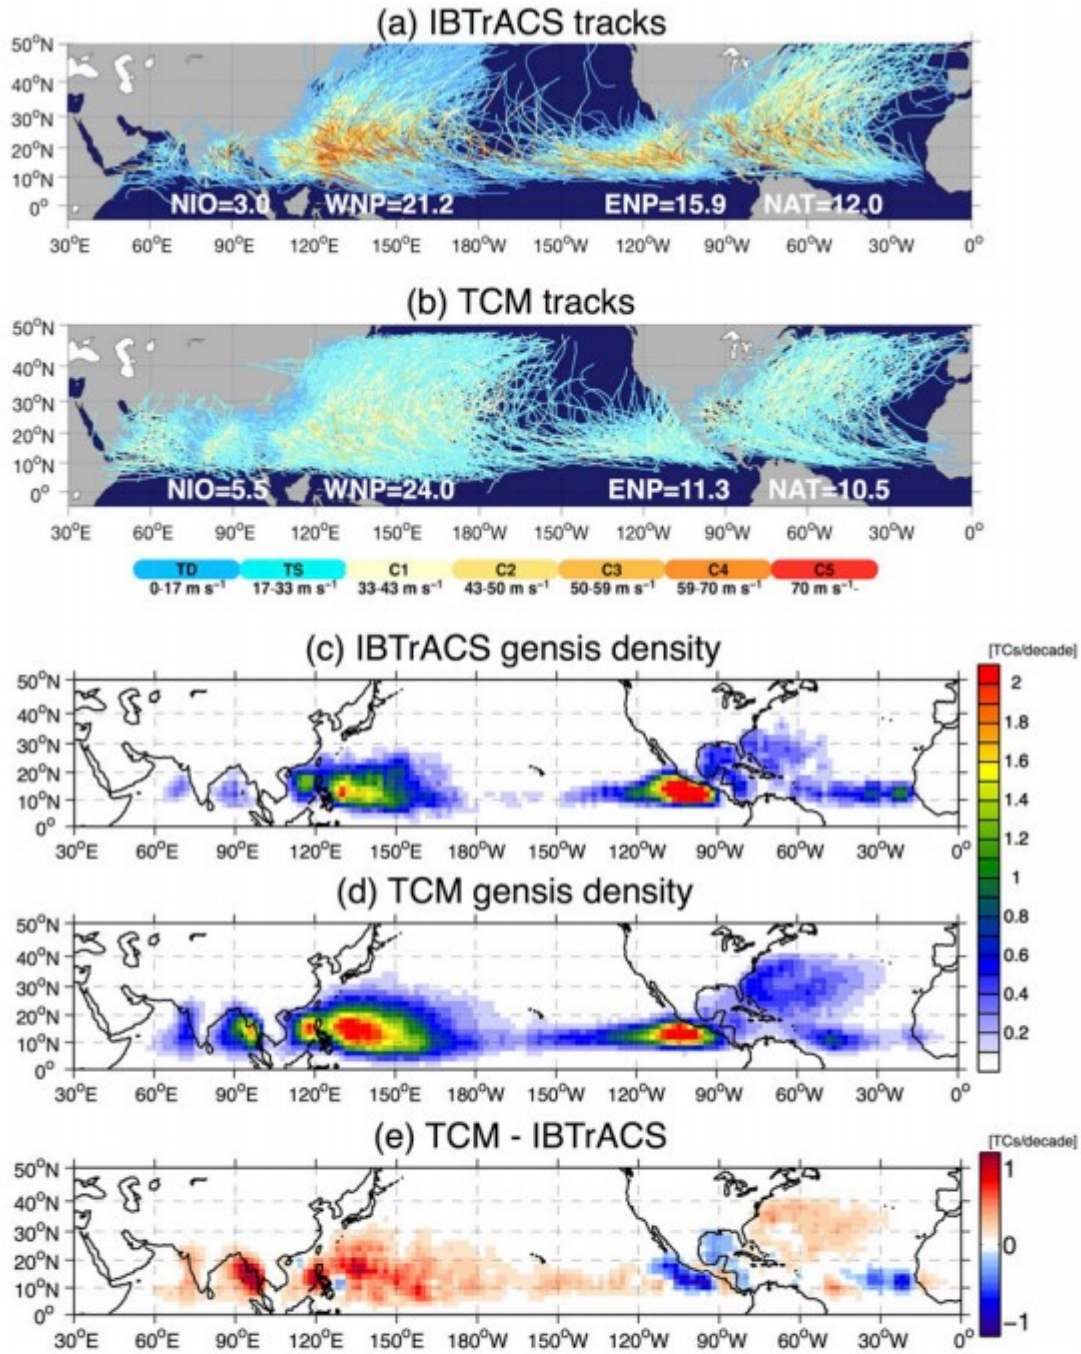 (a) IBTrACS tracks
50°N
40°N
30°N
20°N
10°N
0°
NIO=3.0 WNP=21.2 ENP=15.9 NAT=12.0
30°E 60°E 90°E 120°E 150°E 180°W 150°W 120°W 90°W 60°W 30°W 0°
(b) TCM tracks
50°N
40°N
30°N
20°N
10°N
0°
NIO=5.5 WNP=24.0 ENP=11.3 NAT=10.5
30°E 60°E 90°E 120°E 150°E 180°W 150°W 120°W 90°W 60°W 30°W 0°
TD TS C1 C2 C3 C4 C5
0-17 m s⁻¹ 17-33 m s⁻¹ 33-43 m s⁻¹ 43-50 m s⁻¹ 50-59 m s⁻¹ 59-70 m s⁻¹ 70 m s⁻¹-
(c) IBTrACS gensis density
[TCs/decade]
50°N
40°N
30°N
20°N
10°N
0°
30°E 60°E 90°E 120°E 150°E 180°W 150°W 120°W 90°W 60°W 30°W 0°
2
1.8
1.6
1.4
1.2
1
0.8
0.6
0.4
0.2
(d) TCM gensis density
50°N
40°N
30°N
20°N
10°N
0°
30°E 60°E 90°E 120°E 150°E 180°W 150°W 120°W 90°W 60°W 30°W 0°
(e) TCM - IBTrACS
[TCs/decade]
50°N
40°N
30°N
20°N
10°N
0°
30°E 60°E 90°E 120°E 150°E 180°W 150°W 120°W 90°W 60°W 30°W 0°
1
0
−1